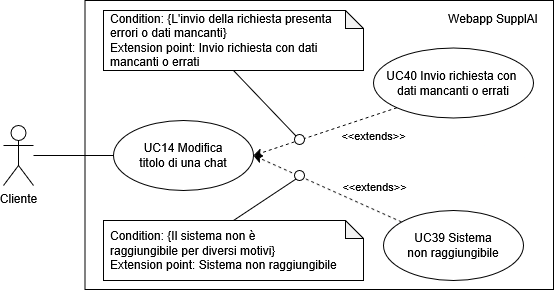 Condition: {L'invio della richiesta presenta
errori o dati mancanti}
Extension point: Invio richiesta con dati
mancanti o errati
Webapp SupplAI
UC40 Invio richiesta con
dati mancanti o errati
<<extends>>
UC14 Modifica
titolo di una chat
Cliente
<<extends>>
Condition: {Il sistema non è
raggiungibile per diversi motivi}
Extension point: Sistema non raggiungibile
UC39 Sistema
non raggiungibile